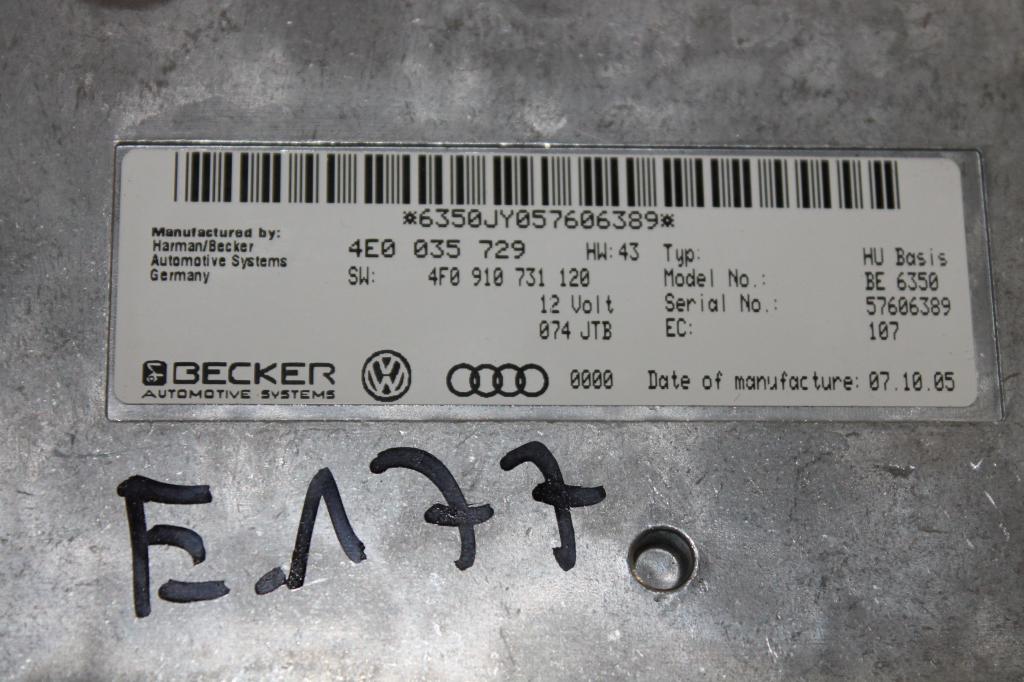 *6350JY057606389*
Manufactured by:
Harman/Becker
Automotive Systems
Germany
4E0 035 729 HW: 43
SW: 4F0 910 731 120
12 Volt
074 JTB
Typ: HU Basis
Model No.: BE 6350
Serial No.: 57606389
EC: 107
BECKER
AUTOMOTIVE SYSTEMS
VW
0000 Date of manufacture: 07.10.05
E177